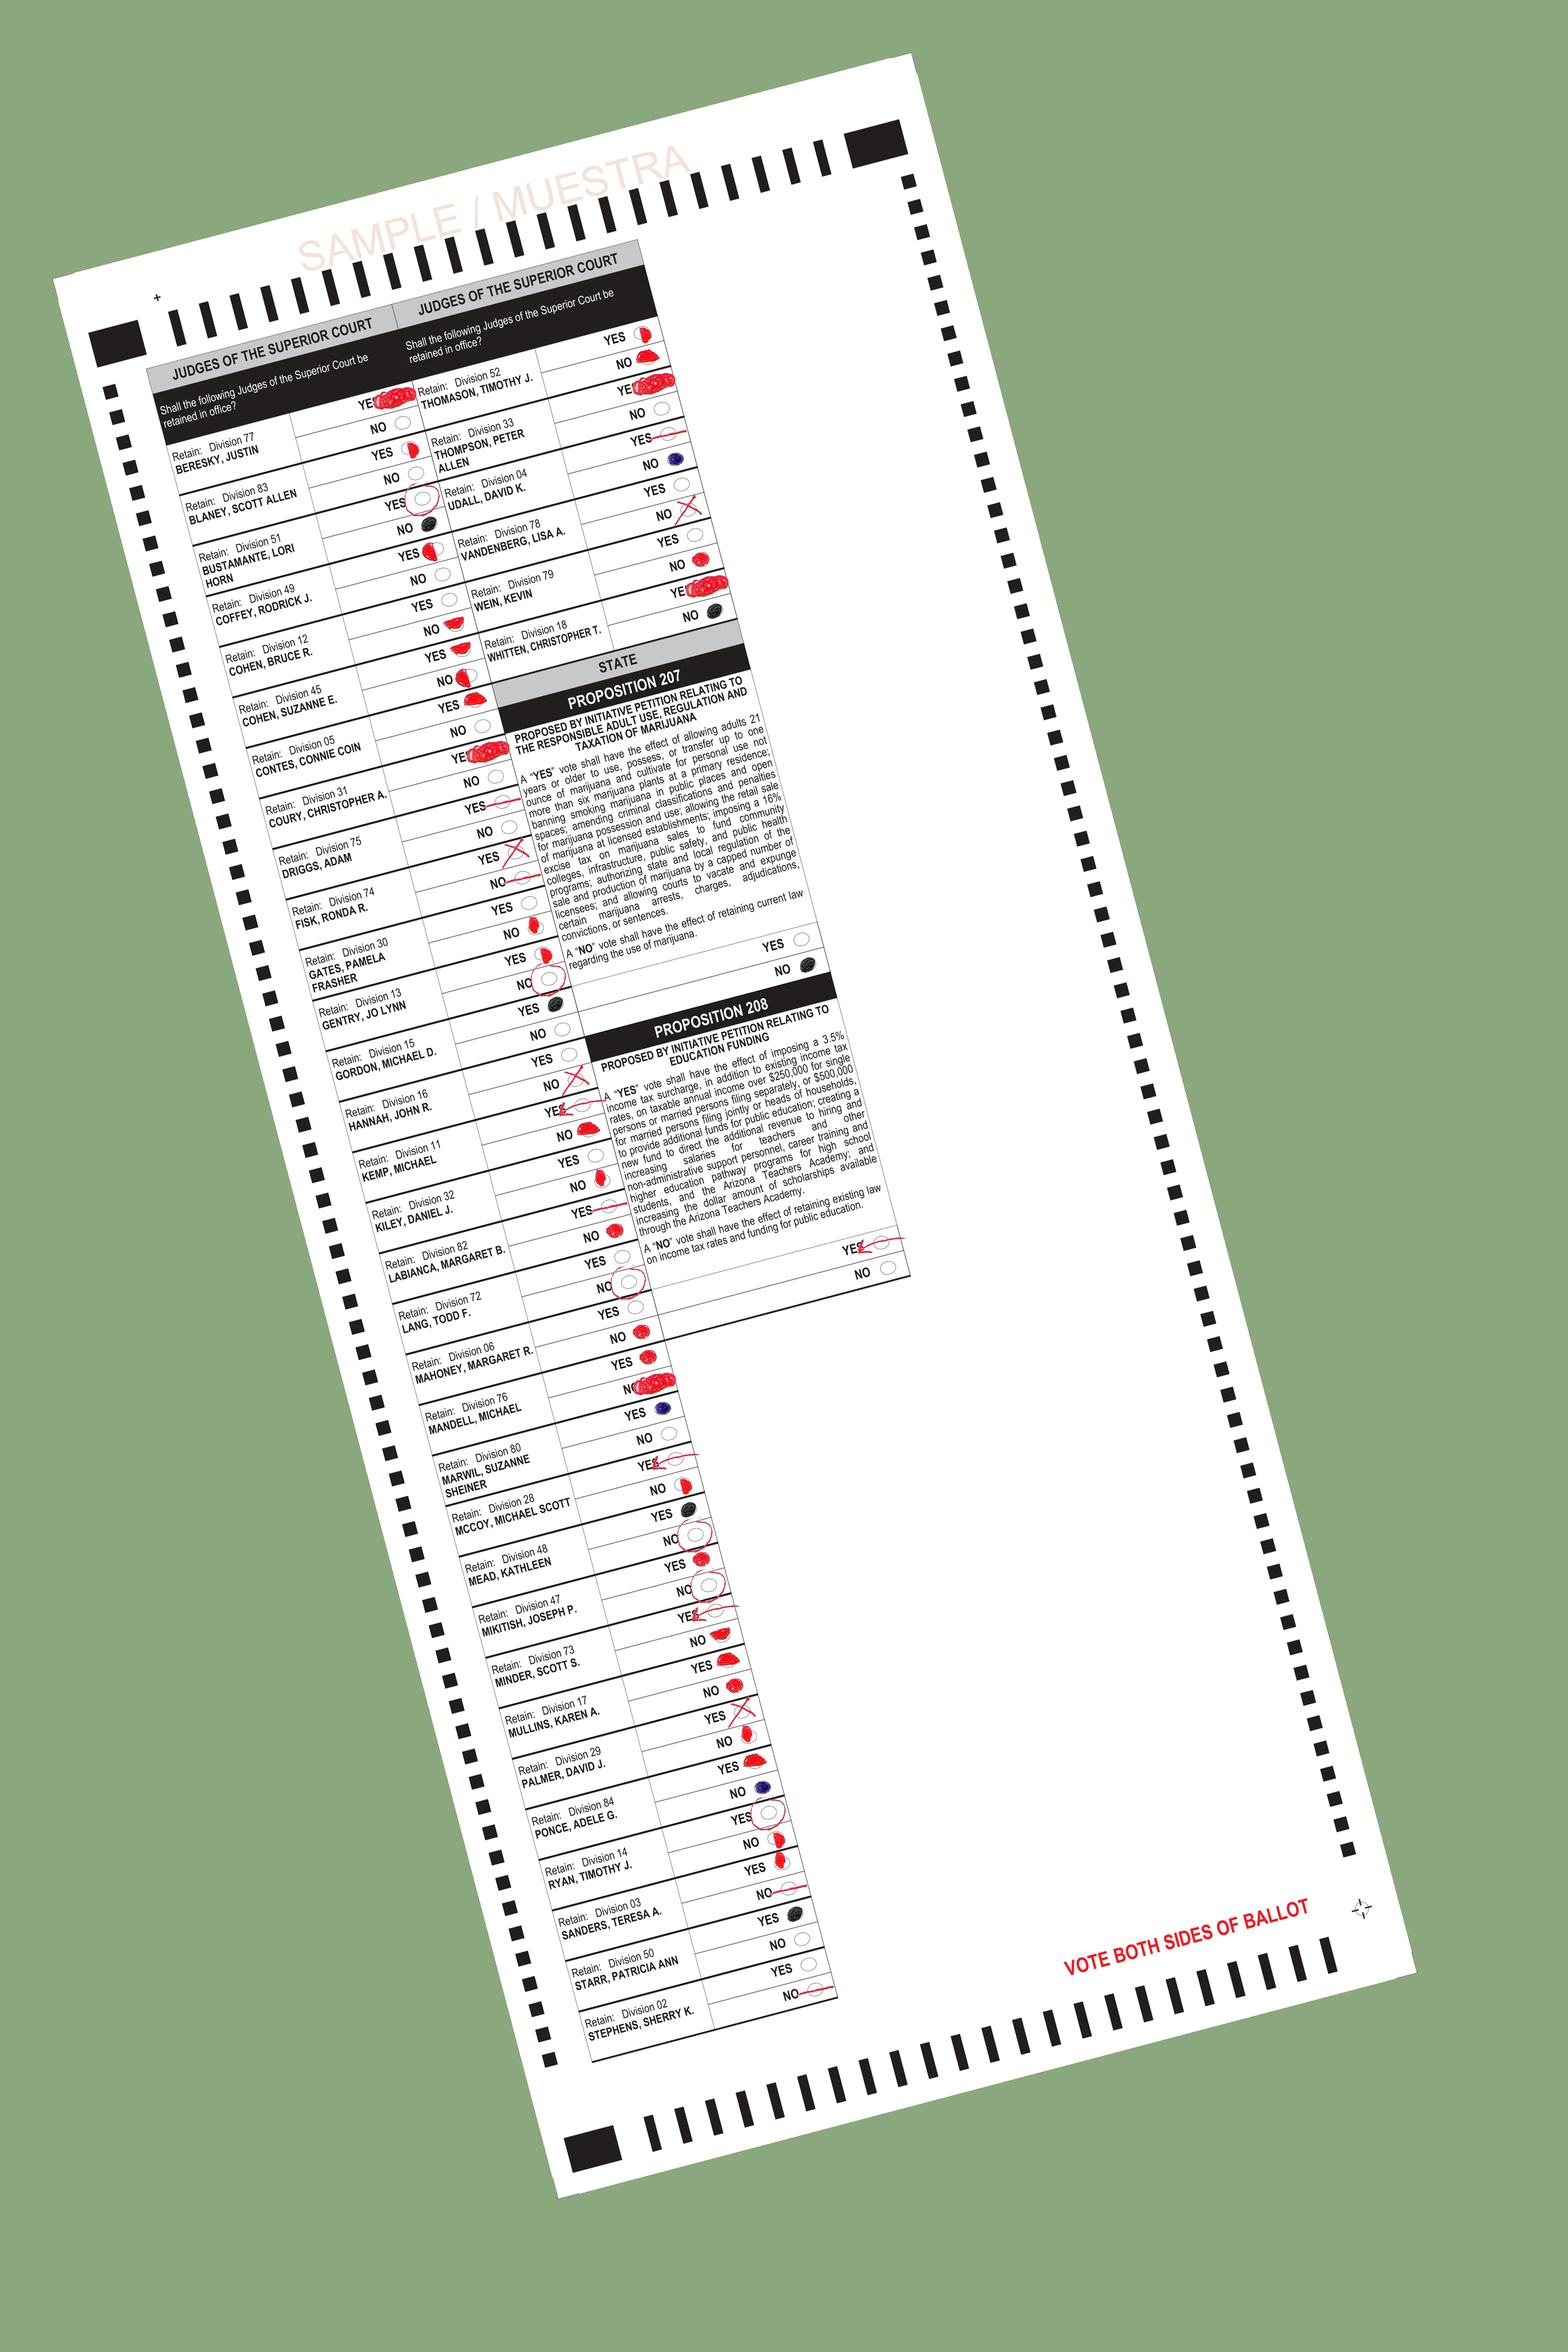 SAMPLE / MUESTRA
JUDGES OF THE SUPERIOR COURT
Shall the following Judges of the Superior Court be
retained in office?
Retain: Division 77
BERESKY, JUSTIN
YES
NO
Retain: Division 83
BLANEY, SCOTT ALLEN
YES
NO
Retain: Division 51
BUSTAMANTE, LORI
HORN
YES
NO
Retain: Division 49
COFFEY, RODRICK J.
YES
NO
Retain: Division 12
COHEN, BRUCE R.
YES
NO
Retain: Division 45
COHEN, SUZANNE E.
YES
NO
Retain: Division 05
CONTES, CONNIE COIN
YES
NO
Retain: Division 31
COURY, CHRISTOPHER A.
YES
NO
Retain: Division 75
DRIGGS, ADAM
YES
NO
Retain: Division 74
FISK, RONDA R.
YES
NO
Retain: Division 30
GATES, PAMELA
FRASHER
YES
NO
Retain: Division 13
GENTRY, JO LYNN
YES
NO
Retain: Division 15
GORDON, MICHAEL D.
YES
NO
Retain: Division 16
HANNAH, JOHN R.
YES
NO
Retain: Division 11
KEMP, MICHAEL
YES
NO
Retain: Division 32
KILEY, DANIEL J.
YES
NO
Retain: Division 82
LABIANCA, MARGARET B.
YES
NO
Retain: Division 72
LANG, TODD F.
YES
NO
Retain: Division 06
MAHONEY, MARGARET R.
YES
NO
Retain: Division 76
MANDELL, MICHAEL
YES
NO
Retain: Division 80
MARWIL, SUZANNE
SHEINER
YES
NO
Retain: Division 28
MCCOY, MICHAEL SCOTT
YES
NO
Retain: Division 48
MEAD, KATHLEEN
YES
NO
Retain: Division 47
MIKITISH, JOSEPH P.
YES
NO
Retain: Division 73
MINDER, SCOTT S.
YES
NO
Retain: Division 17
MULLINS, KAREN A.
YES
NO
Retain: Division 29
PALMER, DAVID J.
YES
NO
Retain: Division 84
PONCE, ADELE G.
YES
NO
Retain: Division 14
RYAN, TIMOTHY J.
YES
NO
Retain: Division 03
SANDERS, TERESA A.
YES
NO
Retain: Division 50
STARR, PATRICIA ANN
YES
NO
Retain: Division 02
STEPHENS, SHERRY K.
YES
NO
JUDGES OF THE SUPERIOR COURT
Shall the following Judges of the Superior Court be
retained in office?
Retain: Division 52
THOMASON, TIMOTHY J.
YES
NO
Retain: Division 33
THOMPSON, PETER
ALLEN
YES
NO
Retain: Division 04
UDALL, DAVID K.
YES
NO
Retain: Division 78
VANDENBERG, LISA A.
YES
NO
Retain: Division 79
WEIN, KEVIN
YES
NO
Retain: Division 18
WHITTEN, CHRISTOPHER T.
YES
NO
STATE
PROPOSITION 207
PROPOSED BY INITIATIVE PETITION RELATING TO
THE RESPONSIBLE ADULT USE, REGULATION AND
TAXATION OF MARIJUANA
A “YES” vote shall have the effect of allowing adults 21
years or older to use, possess, or transfer up to one
ounce of marijuana and cultivate for personal use not
more than six marijuana plants at a primary residence;
banning smoking marijuana in public places and open
spaces; amending criminal classifications and penalties
for marijuana possession and use; allowing the retail sale
of marijuana at licensed establishments; imposing a 16%
excise tax on marijuana sales to fund community
colleges, infrastructure, public safety, and public health
programs; authorizing state and local regulation of the
sale and production of marijuana by a capped number of
licensees; and allowing courts to vacate and expunge
certain marijuana arrests, charges, adjudications,
convictions, or sentences.
A “NO” vote shall have the effect of retaining current law
regarding the use of marijuana.
YES
NO
PROPOSITION 208
PROPOSED BY INITIATIVE PETITION RELATING TO
EDUCATION FUNDING
A “YES” vote shall have the effect of imposing a 3.5%
income tax surcharge, in addition to existing income tax
rates, on taxable annual income over $250,000 for single
persons or married persons filing separately, or $500,000
for married persons filing jointly or heads of households,
to provide additional funds for public education; creating a
new fund to direct the additional revenue to hiring and
increasing salaries for teachers and other
non-administrative support personnel, career training and
higher education pathway programs for high school
students, and the Arizona Teachers Academy; and
increasing the dollar amount of scholarships available
through the Arizona Teachers Academy.
A “NO” vote shall have the effect of retaining existing law
on income tax rates and funding for public education.
YES
NO
VOTE BOTH SIDES OF BALLOT